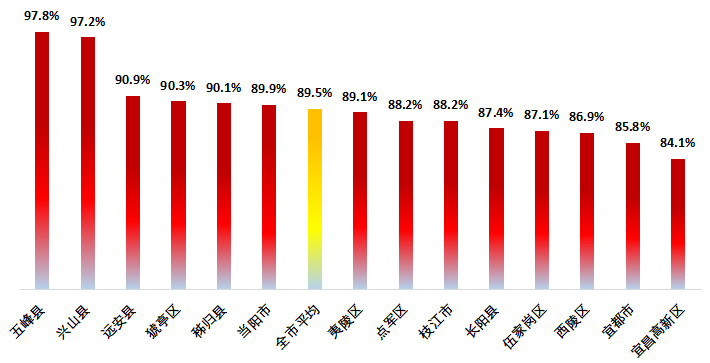 97.8%
97.2%
90.9%
90.3%
90.1%
89.9%
89.5%
89.1%
88.2%
88.2%
87.4%
87.1%
86.9%
85.8%
84.1%
五峰县
兴山县
远安县
猇亭区
秭归县
当阳市
全市平均
夷陵区
点军区
枝江市
长阳县
伍家岗区
西陵区
宜都市
宜昌高新区